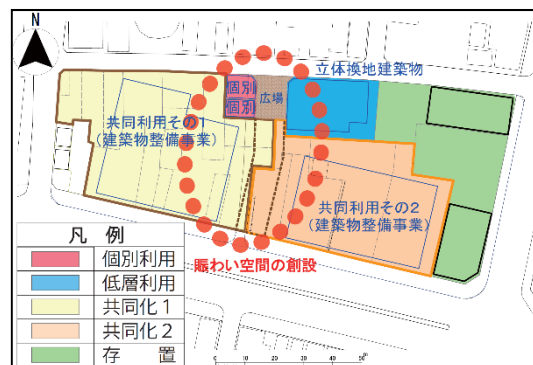 N
立体換地建築物
個別
広場
個別
共同利用その1
(建築物整備事業)
共同利用その2
(建築物整備事業)
凡 例
個別利用
低層利用
共同化1
共同化2
存 置
賑わい空間の創設
0 10 20 30 40 50